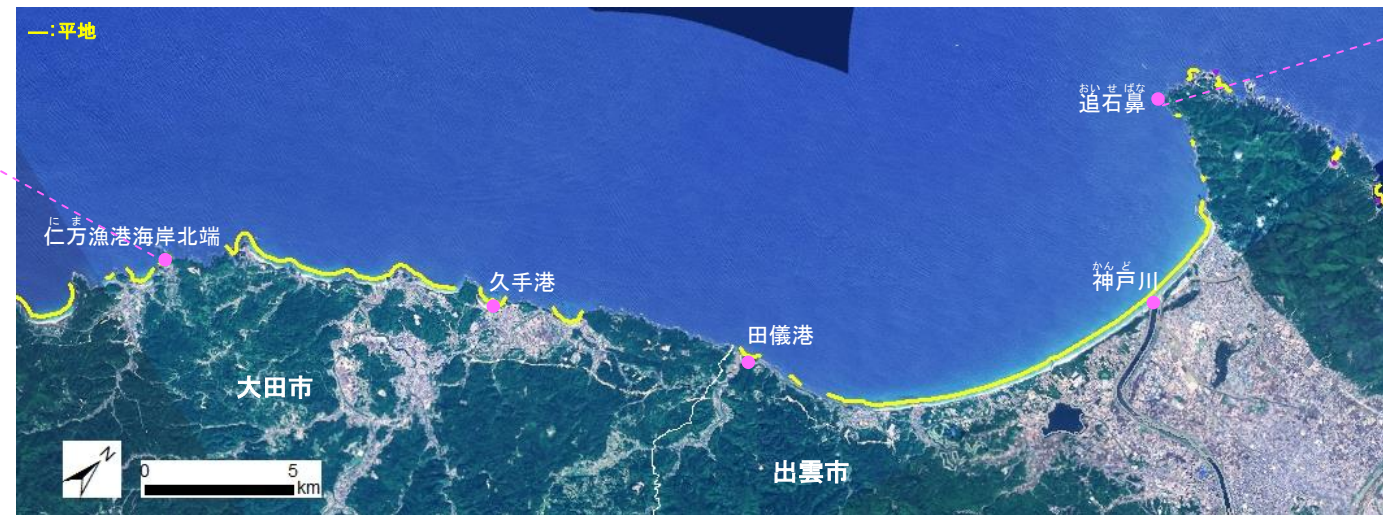 ―:平地
おいせばな
追石鼻
にま
仁万漁港海岸北端
久手港
かんど
神戸川
田儀港
大田市
出雲市
N
0 5
km